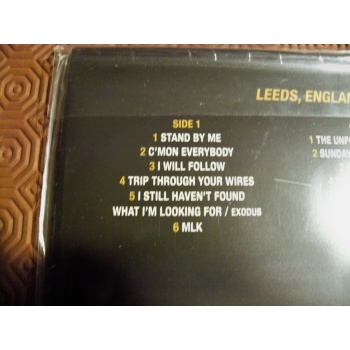 LEEDS, ENGLAN
SIDE 1
1 STAND BY ME
2 C'MON EVERYBODY
3 I WILL FOLLOW
4 TRIP THROUGH YOUR WIRES
5 I STILL HAVEN'T FOUND
WHAT I'M LOOKING FOR / EXODUS
6 MLK
1 THE UNF
2 SUNDAY